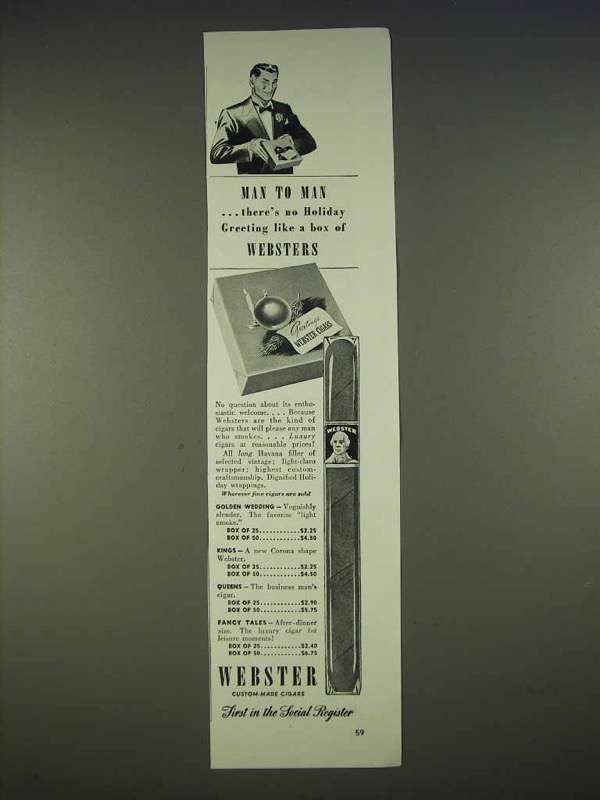 MAN TO MAN
...there's no Holiday
Greeting like a box of
WEBSTERS
Greetings
WEBSTER CIGARS
WEBSTER
No question about its enthu-
siastic welcome.... Because
Websters are the kind of
cigars that will please any man
who smokes.... Luxury
cigars at reasonable prices!
All long Havana filler of
selected vintage; light-claro
wrapper; highest custom-
craftsmanship. Dignified Holi-
day wrappings.
Wherever fine cigars are sold
GOLDEN WEDDING—Voguishly
slender. The favorite "light
smoke."
BOX OF 25............$2.25
BOX OF 50............$4.50
KINGS—A new Corona shape
Webster.
BOX OF 25............$2.25
BOX OF 50............$4.50
QUEENS—The business man's
cigar.
BOX OF 25............$2.90
BOX OF 50............$5.75
FANCY TALES—After-dinner
size. The luxury cigar for
leisure moments!
BOX OF 25............$3.40
BOX OF 50............$6.75
WEBSTER
CUSTOM-MADE CIGARS
First in the Social Register
59